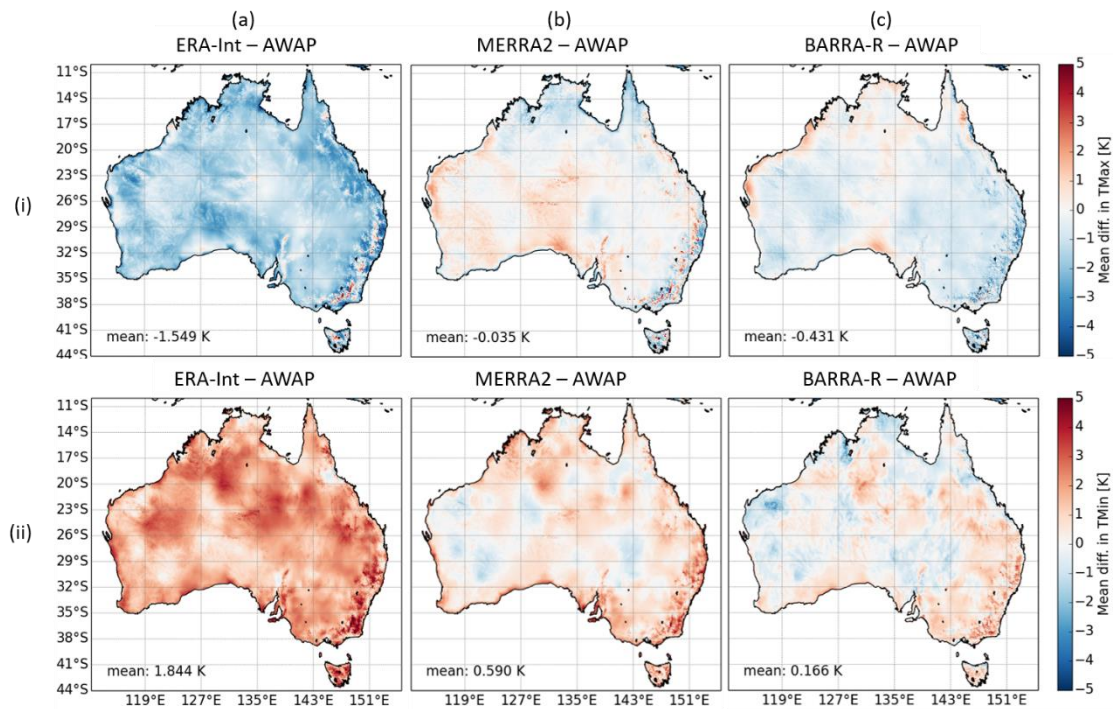 (a) (b) (c)
ERA-Int – AWAP MERRA2 – AWAP BARRA-R – AWAP
(i)
11°S
14°S
17°S
20°S
23°S
26°S
29°S
32°S
35°S
38°S
41°S
44°S
mean: -1.549 K mean: -0.035 K mean: -0.431 K
5
4
3
2
1
0
−1
−2
−3
−4
−5
Mean diff. in TMax [K]
ERA-Int – AWAP MERRA2 – AWAP BARRA-R – AWAP
(ii)
11°S
14°S
17°S
20°S
23°S
26°S
29°S
32°S
35°S
38°S
41°S
44°S
mean: 1.844 K mean: 0.590 K mean: 0.166 K
119°E 127°E 135°E 143°E 151°E 119°E 127°E 135°E 143°E 151°E 119°E 127°E 135°E 143°E 151°E
5
4
3
2
1
0
−1
−2
−3
−4
−5
Mean diff. in TMin [K]